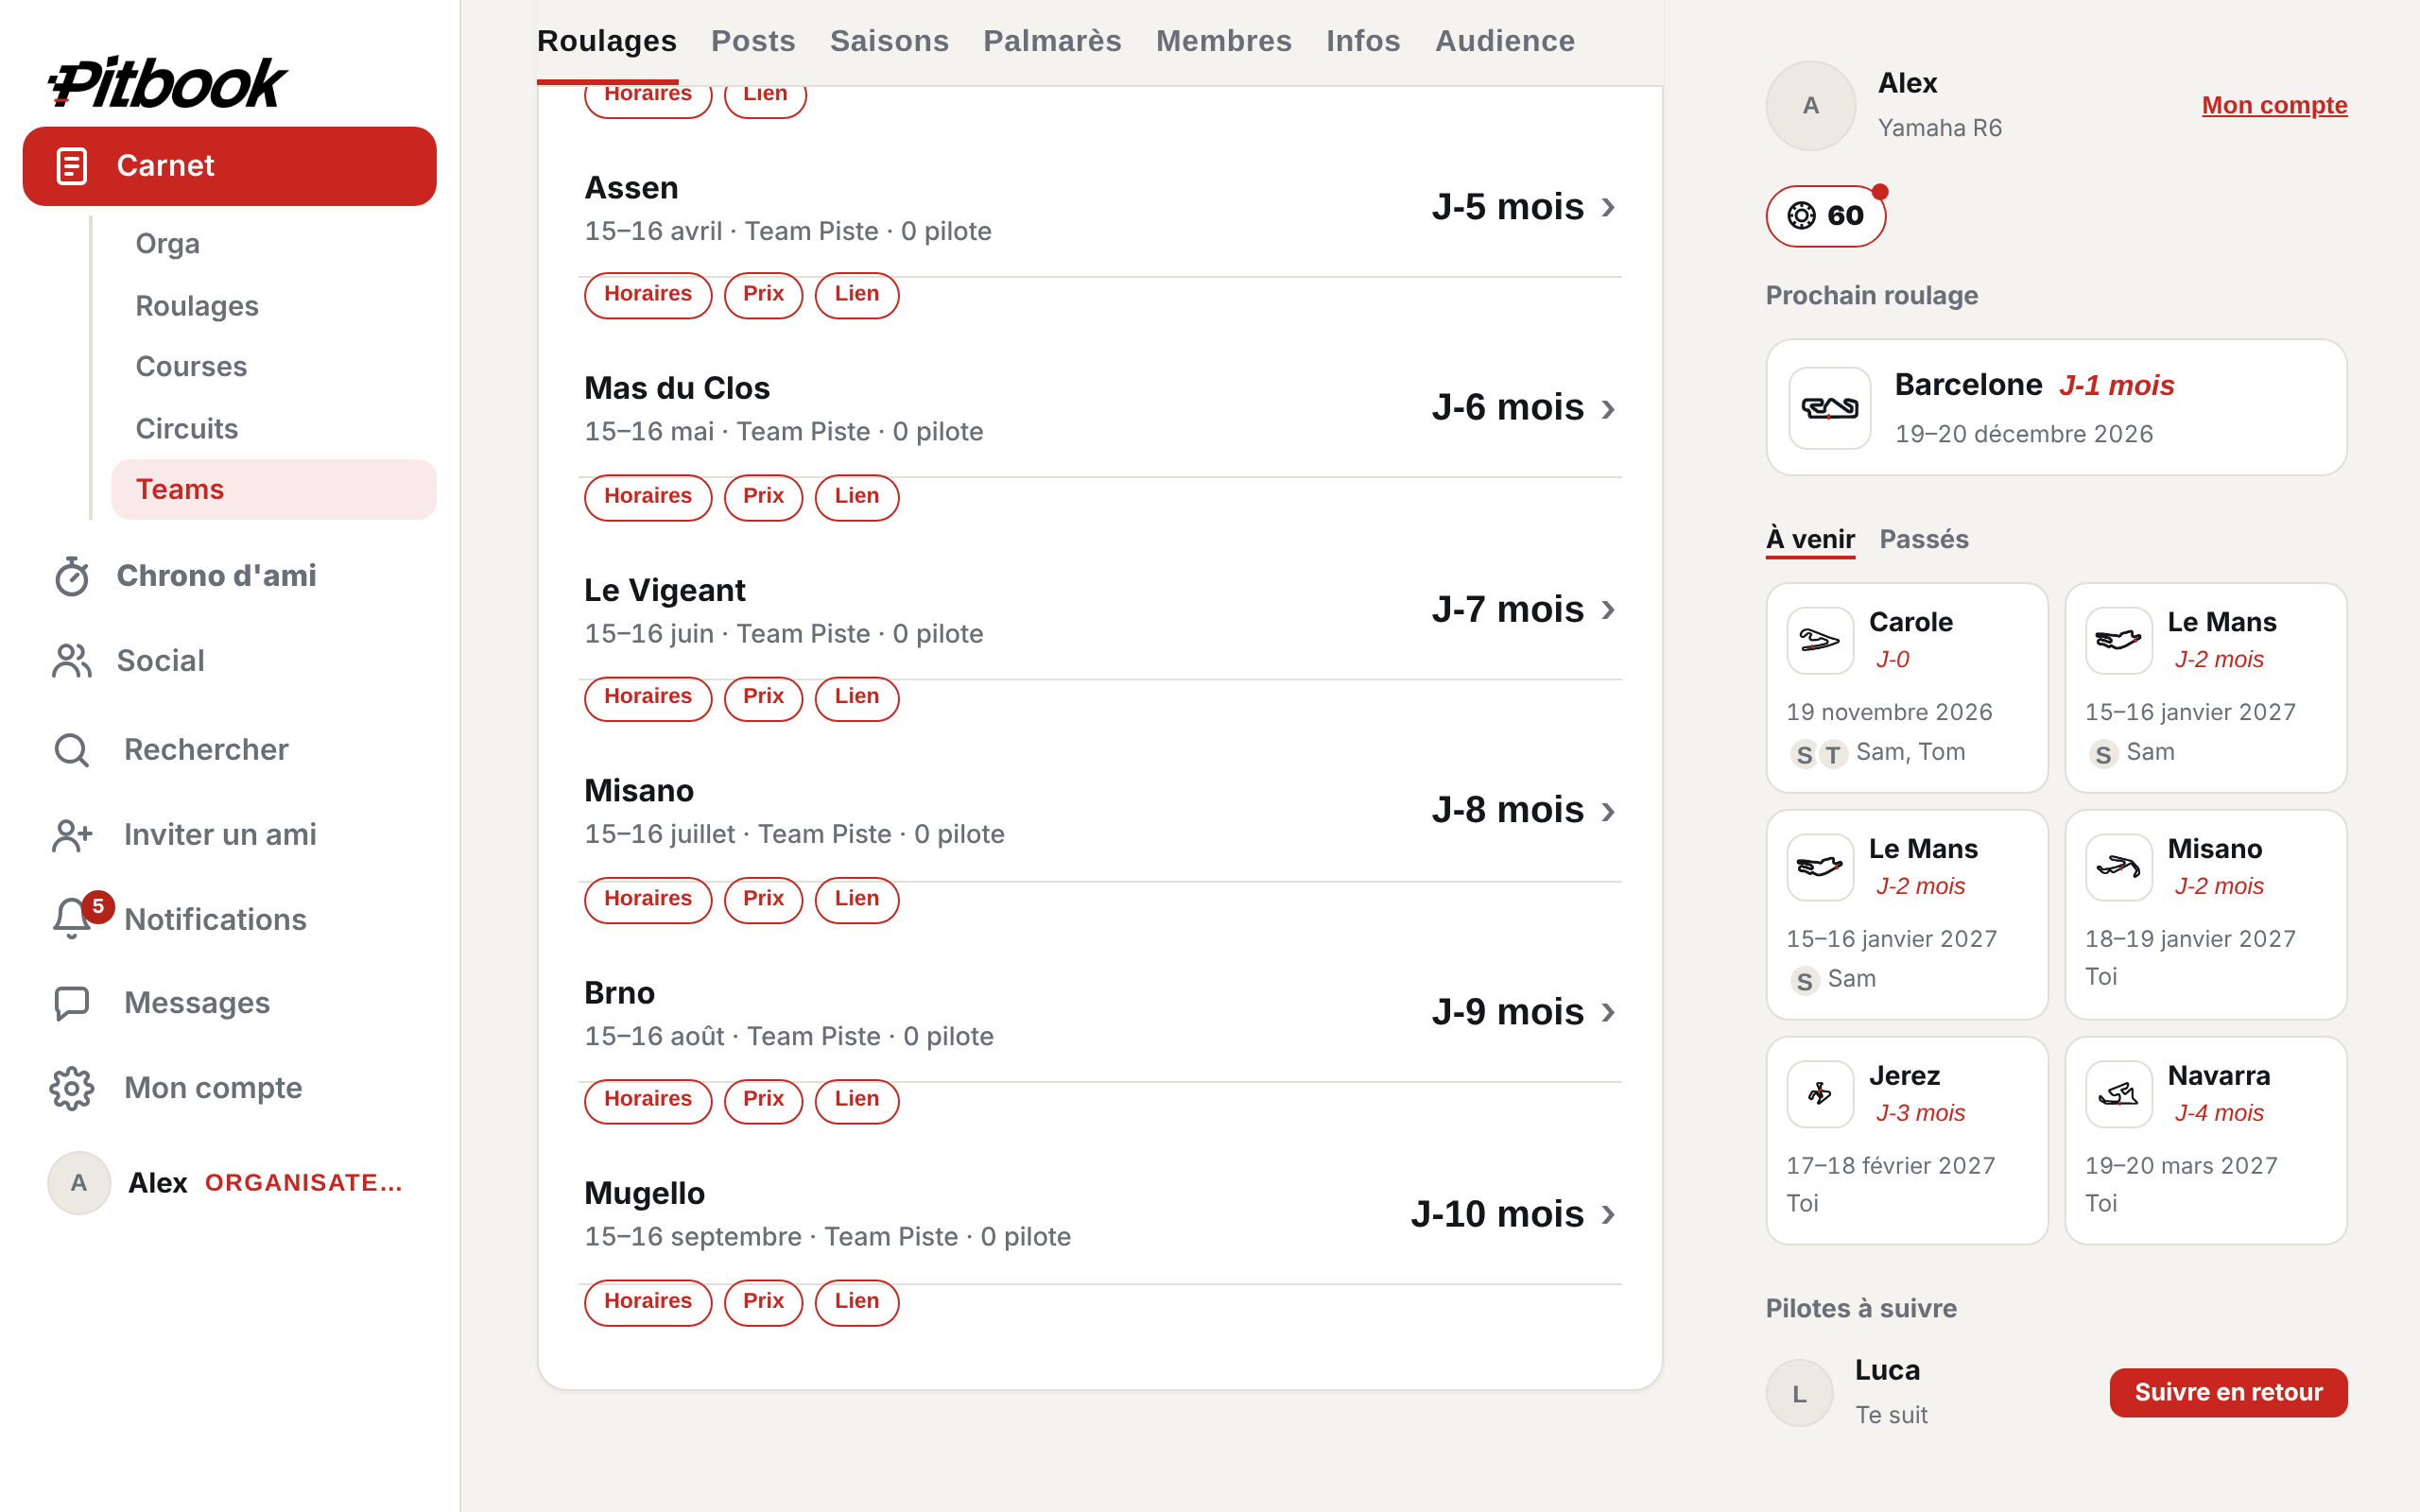 Pitbook
Carnet
Orga
Roulages
Courses
Circuits
Teams
Chrono d'ami
Social
Rechercher
Inviter un ami
5
Notifications
Messages
Mon compte
A
Alex ORGANISATE...
Roulages Posts Saisons Palmarès Membres Infos Audience
Horaires Lien
Assen
15–16 avril · Team Piste · 0 pilote
J-5 mois ›
Horaires Prix Lien
Mas du Clos
15–16 mai · Team Piste · 0 pilote
J-6 mois ›
Horaires Prix Lien
Le Vigeant
15–16 juin · Team Piste · 0 pilote
J-7 mois ›
Horaires Prix Lien
Misano
15–16 juillet · Team Piste · 0 pilote
J-8 mois ›
Horaires Prix Lien
Brno
15–16 août · Team Piste · 0 pilote
J-9 mois ›
Horaires Prix Lien
Mugello
15–16 septembre · Team Piste · 0 pilote
J-10 mois ›
Horaires Prix Lien
A
Alex
Yamaha R6
Mon compte
60
Prochain roulage
Barcelone J-1 mois
19–20 décembre 2026
À venir Passés
Carole
J-0
19 novembre 2026
S T Sam, Tom
Le Mans
J-2 mois
15–16 janvier 2027
S Sam
Le Mans
J-2 mois
15–16 janvier 2027
S Sam
Misano
J-2 mois
18–19 janvier 2027
Toi
Jerez
J-3 mois
17–18 février 2027
Toi
Navarra
J-4 mois
19–20 mars 2027
Toi
Pilotes à suivre
L
Luca
Te suit
Suivre en retour